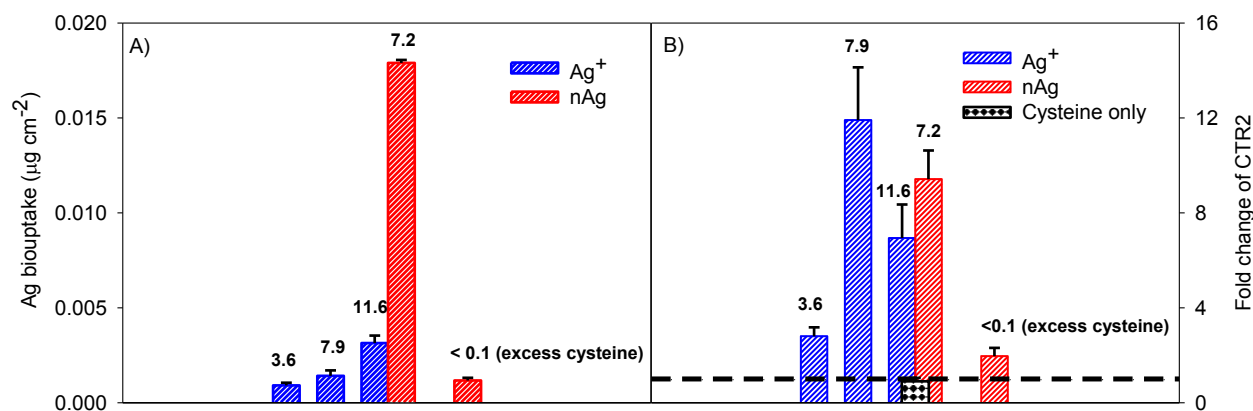 A)
Ag biouptake (µg cm⁻²)
0.020
0.015
0.010
0.005
0.000
3.6
7.9
11.6
7.2
< 0.1 (excess cysteine)
Ag⁺
nAg
B)
3.6
7.9
11.6
7.2
<0.1 (excess cysteine)
Ag⁺
nAg
Cysteine only
16
12
8
4
0
Fold change of CTR2